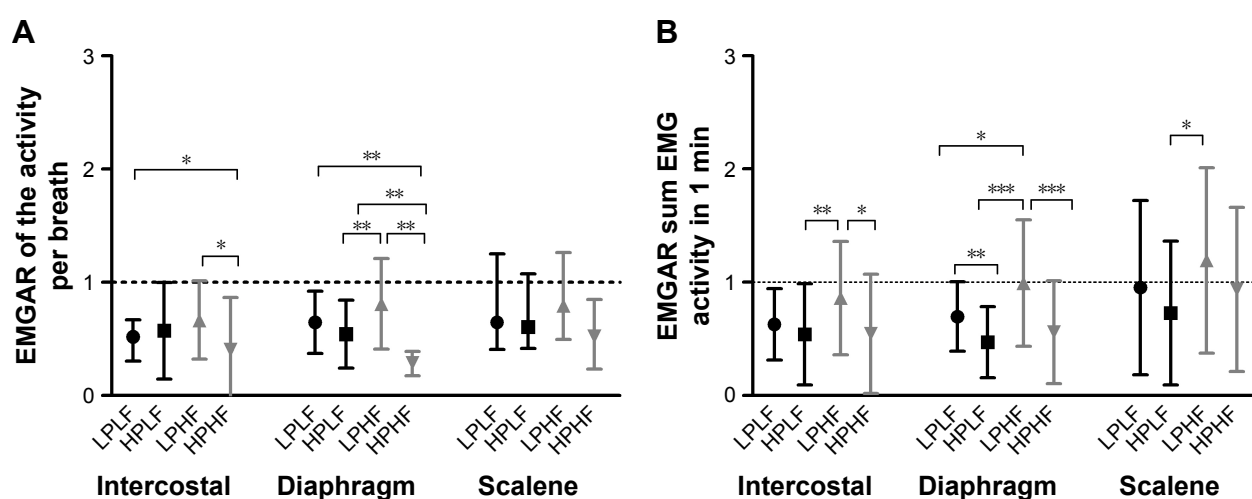 A
EMGAR of the activity
per breath
3
2
1
0
*
*
**
**
**
**
LPLF
HPLF
LPHF
HPHF
LPLF
HPLF
LPHF
HPHF
LPLF
HPLF
LPHF
HPHF
Intercostal
Diaphragm
Scalene
B
EMGAR sum EMG
activity in 1 min
3
2
1
0
**
*
*
***
***
**
*
LPLF
HPLF
LPHF
HPHF
LPLF
HPLF
LPHF
HPHF
LPLF
HPLF
LPHF
HPHF
Intercostal
Diaphragm
Scalene